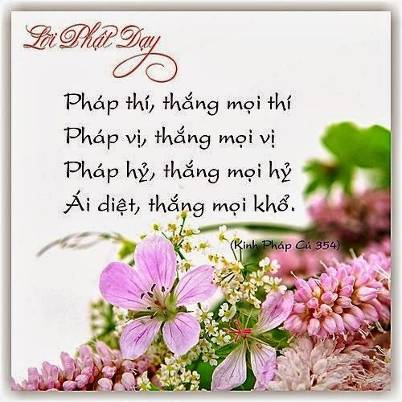 Lời Phật Dạy
Pháp thí, thắng mọi thí
Pháp vị, thắng mọi vị
Pháp hỷ, thắng mọi hỷ
Ái diệt, thắng mọi khổ.
(Kinh Pháp Cú 354)